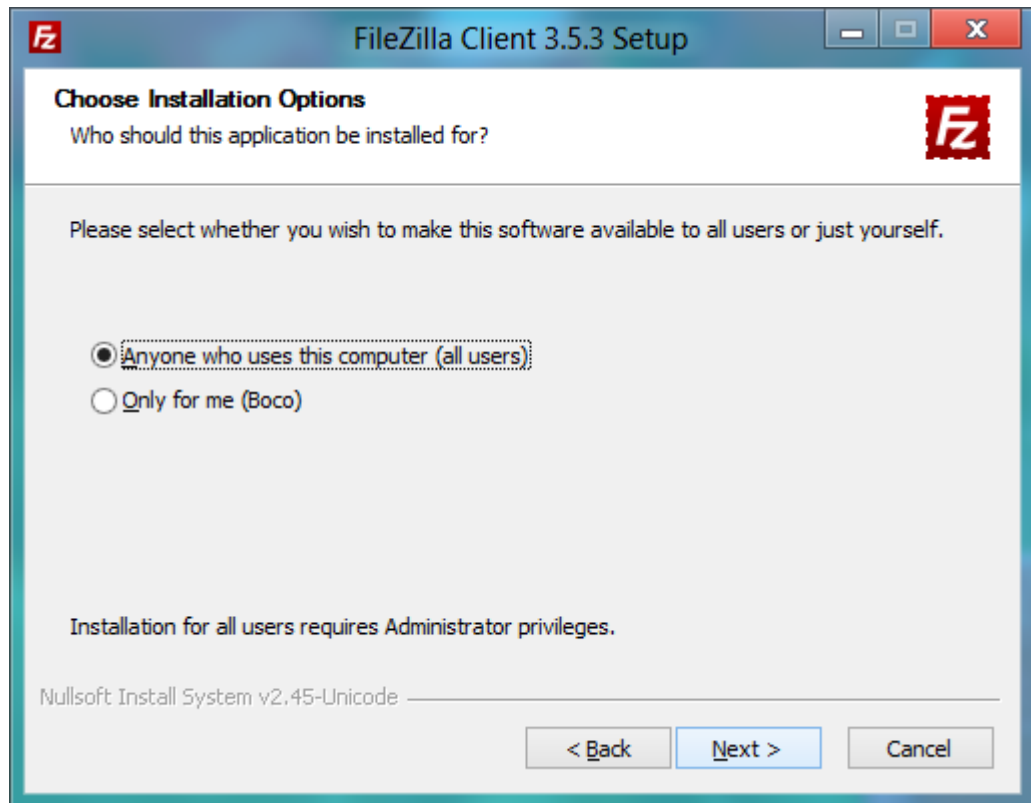 FileZilla Client 3.5.3 Setup
Choose Installation Options
Who should this application be installed for?
Please select whether you wish to make this software available to all users or just yourself.
Anyone who uses this computer (all users)
Only for me (Boco)
Installation for all users requires Administrator privileges.
Nullsoft Install System v2.45-Unicode
< Back Next > Cancel